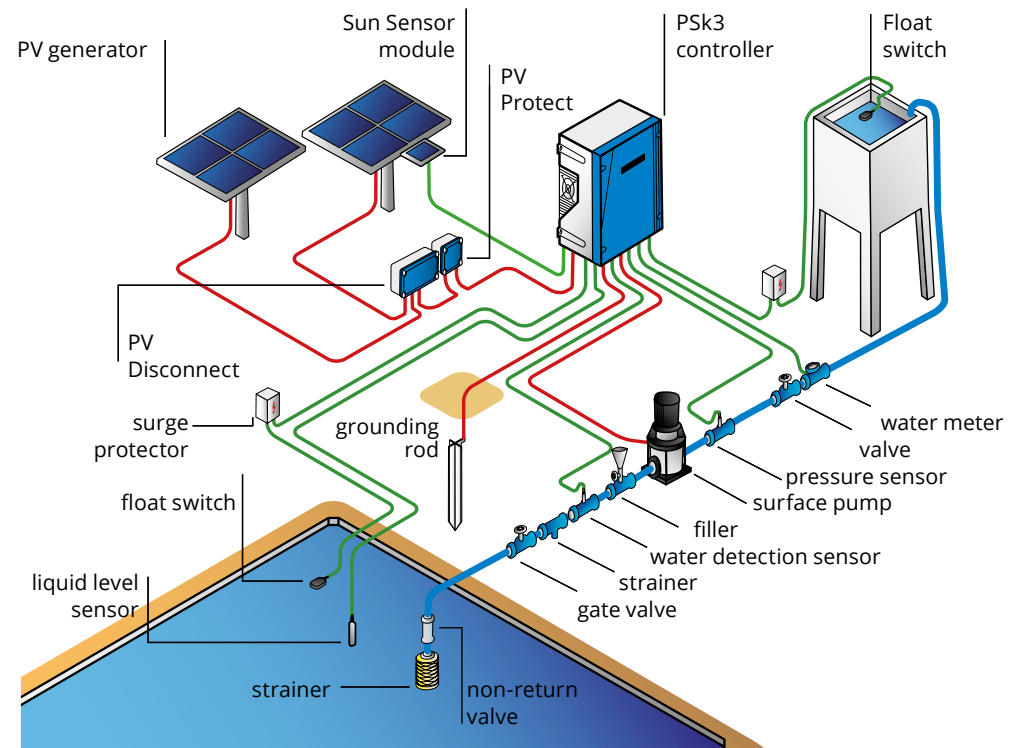 PV generator
Sun Sensor
module
PV
Protect
PSk3
controller
Float
switch
PV
Disconnect
surge
protector
grounding
rod
float switch
liquid level
sensor
strainer
non-return
valve
water meter
valve
pressure sensor
surface pump
filler
water detection sensor
strainer
gate valve